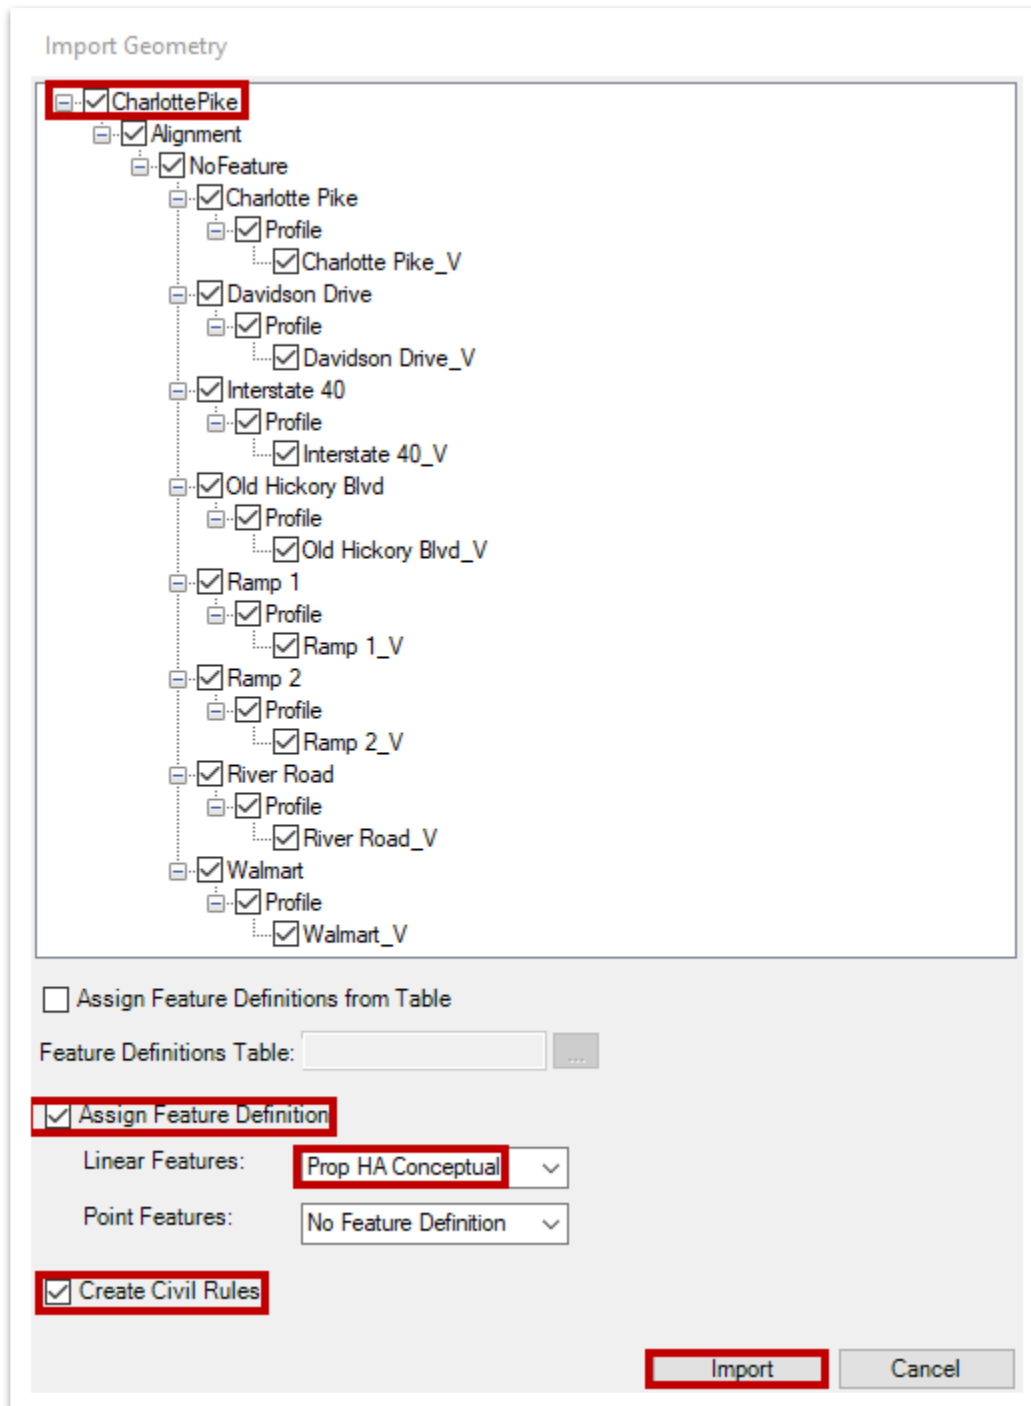 Import Geometry
CharlottePike
Alignment
NoFeature
Charlotte Pike
Profile
Charlotte Pike_V
Davidson Drive
Profile
Davidson Drive_V
Interstate 40
Profile
Interstate 40_V
Old Hickory Blvd
Profile
Old Hickory Blvd_V
Ramp 1
Profile
Ramp 1_V
Ramp 2
Profile
Ramp 2_V
River Road
Profile
River Road_V
Walmart
Profile
Walmart_V
Assign Feature Definitions from Table
Feature Definitions Table: ...
Assign Feature Definition
Linear Features: Prop HA Conceptual
Point Features: No Feature Definition
Create Civil Rules
Import Cancel